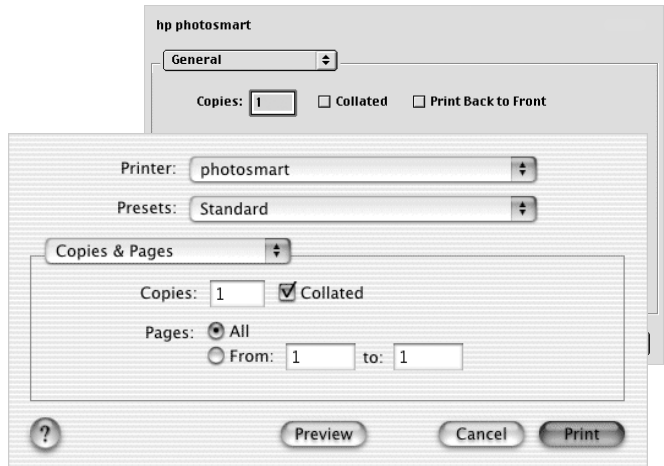 hp photosmart
General
Copies: 1 Collated Print Back to Front
Printer: photosmart
Presets: Standard
Copies & Pages
Copies: 1 Collated
Pages: All
From: 1 to: 1
? Preview Cancel Print